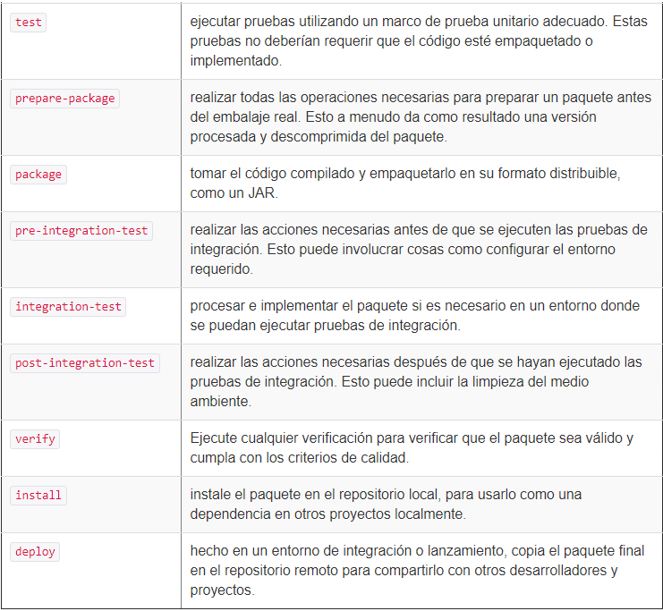 test
ejecutar pruebas utilizando un marco de prueba unitario adecuado. Estas
pruebas no deberían requerir que el código esté empaquetado o
implementado.
prepare-package
realizar todas las operaciones necesarias para preparar un paquete antes
del embalaje real. Esto a menudo da como resultado una versión
procesada y descomprimida del paquete.
package
tomar el código compilado y empaquetarlo en su formato distribuible,
como un JAR.
pre-integration-test
realizar las acciones necesarias antes de que se ejecuten las pruebas de
integración. Esto puede involucrar cosas como configurar el entorno
requerido.
integration-test
procesar e implementar el paquete si es necesario en un entorno donde
se puedan ejecutar pruebas de integración.
post-integration-test
realizar las acciones necesarias después de que se hayan ejecutado las
pruebas de integración. Esto puede incluir la limpieza del medio
ambiente.
verify
Ejecute cualquier verificación para verificar que el paquete sea válido y
cumpla con los criterios de calidad.
install
instale el paquete en el repositorio local, para usarlo como una
dependencia en otros proyectos localmente.
deploy
hecho en un entorno de integración o lanzamiento, copia el paquete final
en el repositorio remoto para compartirlo con otros desarrolladores y
proyectos.